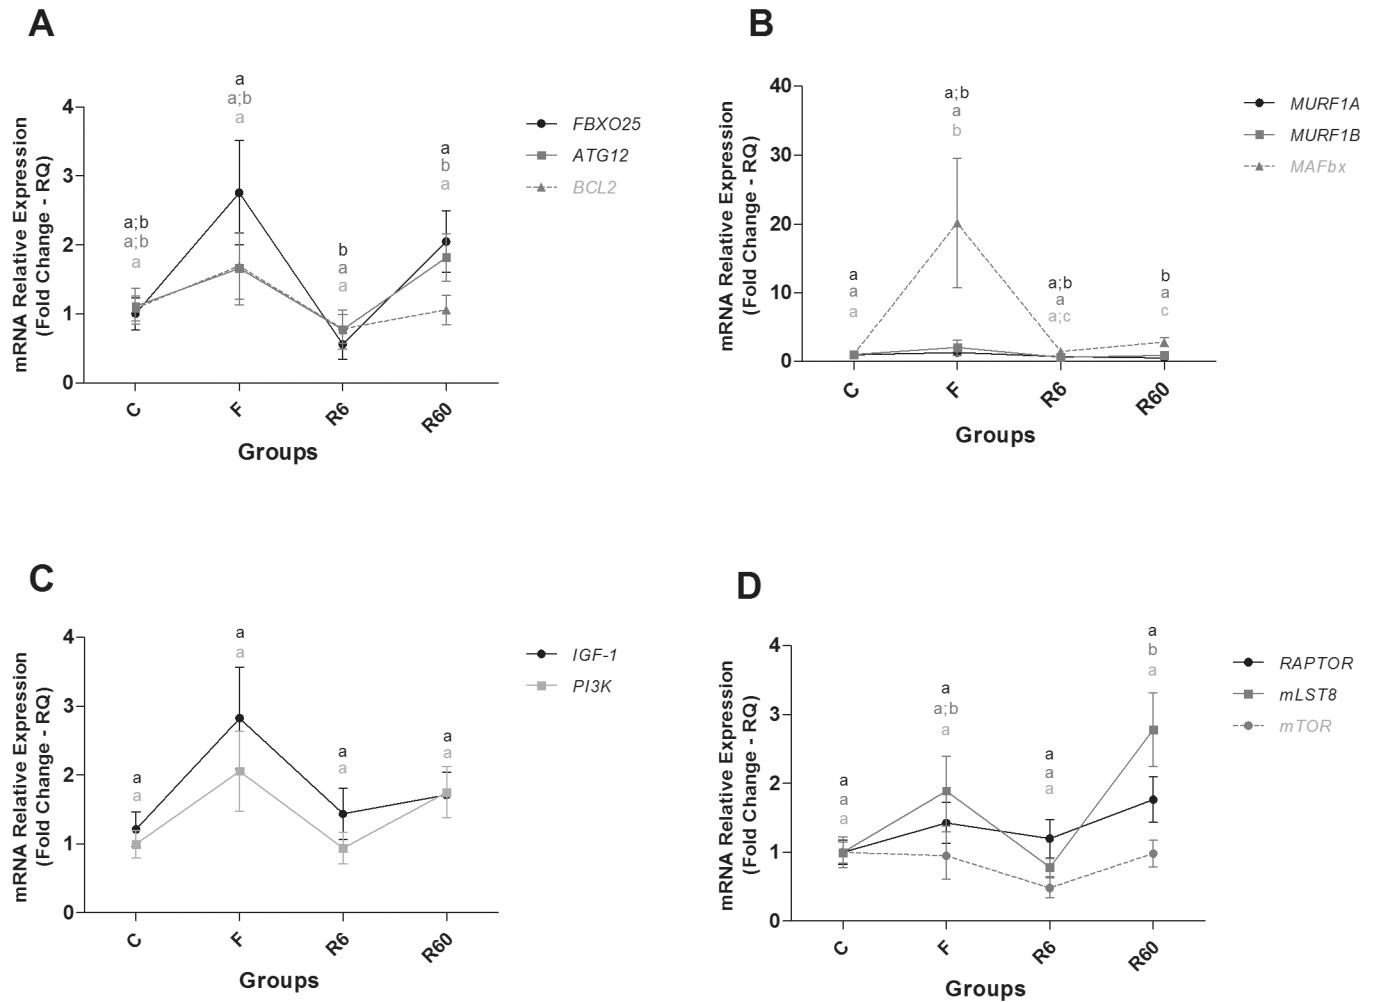 A
mRNA Relative Expression
(Fold Change - RQ)
4
3
2
1
0
a;b
a;b
a
a
a;b
a
b
a
a
a
b
a
C
F
R6
R60
Groups
FBXO25
ATG12
BCL2
B
mRNA Relative Expression
(Fold Change - RQ)
40
30
20
10
0
a
a
a
a;b
a
b
a;b
a
a;c
b
a
c
C
F
R6
R60
Groups
MURF1A
MURF1B
MAFbx
C
mRNA Relative Expression
(Fold Change - RQ)
4
3
2
1
0
a
a
a
a
a
a
a
a
C
F
R6
R60
Groups
IGF-1
PI3K
D
mRNA Relative Expression
(Fold Change - RQ)
4
3
2
1
0
a
a
a
a
a;b
a
a
a
a
a
b
a
C
F
R6
R60
Groups
RAPTOR
mLST8
mTOR